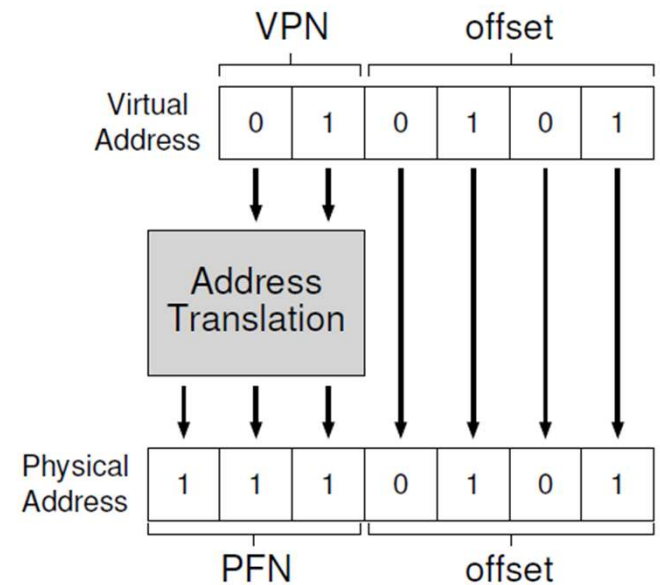 VPN offset
Virtual
Address
0 1 0 1 0 1
Address
Translation
Physical
Address
1 1 1 0 1 0 1
PFN offset